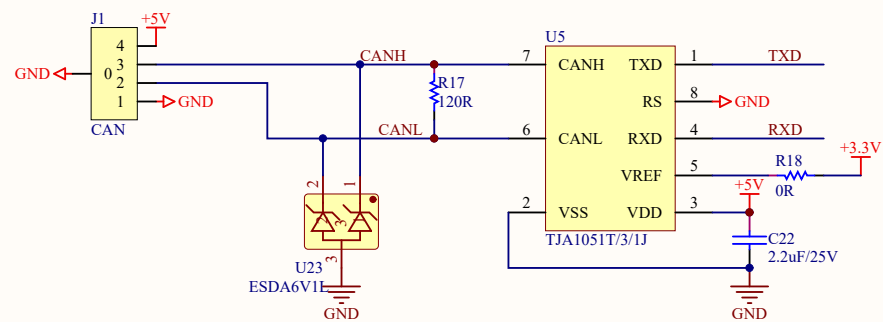 J1
+5V
4
3
2
1
0
GND
GND
CAN
CANH
CANL
R17
120R
2
1
3
3
U23
ESDA6V1L
GND
U5
7
CANH
TXD
1
TXD
RS
8
GND
6
CANL
RXD
4
RXD
VREF
5
R18
0R
+3.3V
+5V
2
VSS
VDD
3
TJA1051T/3/1J
C22
2.2uF/25V
GND